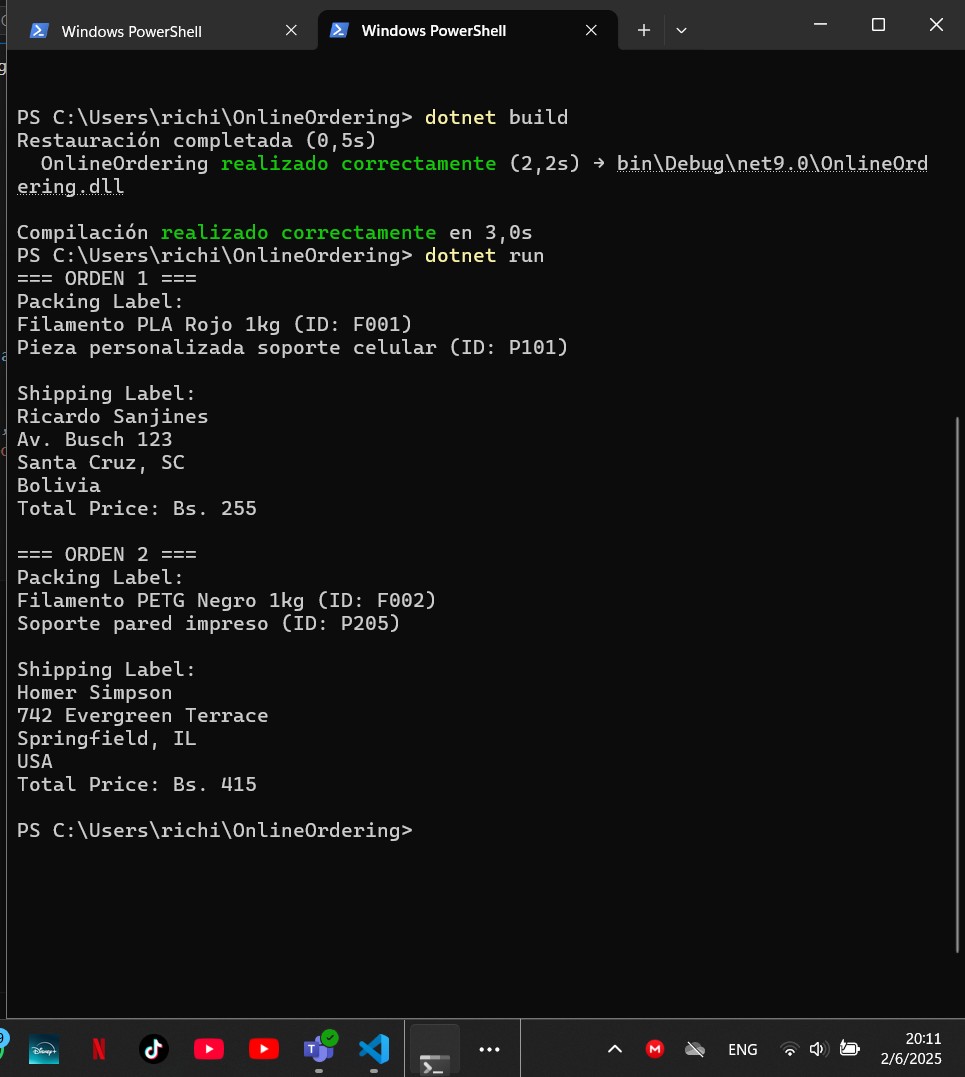 Windows PowerShell
Windows PowerShell
PS C:\Users\richi\OnlineOrdering> dotnet build
Restauración completada (0,5s)
OnlineOrdering realizado correctamente (2,2s) → bin\Debug\net9.0\OnlineOrd
ering.dll
Compilación realizado correctamente en 3,0s
PS C:\Users\richi\OnlineOrdering> dotnet run
=== ORDEN 1 ===
Packing Label:
Filamento PLA Rojo 1kg (ID: F001)
Pieza personalizada soporte celular (ID: P101)
Shipping Label:
Ricardo Sanjines
Av. Busch 123
Santa Cruz, SC
Bolivia
Total Price: Bs. 255
=== ORDEN 2 ===
Packing Label:
Filamento PETG Negro 1kg (ID: F002)
Soporte pared impreso (ID: P205)
Shipping Label:
Homer Simpson
742 Evergreen Terrace
Springfield, IL
USA
Total Price: Bs. 415
PS C:\Users\richi\OnlineOrdering>
Disney+
N
T
M
ENG
20:11
2/6/2025